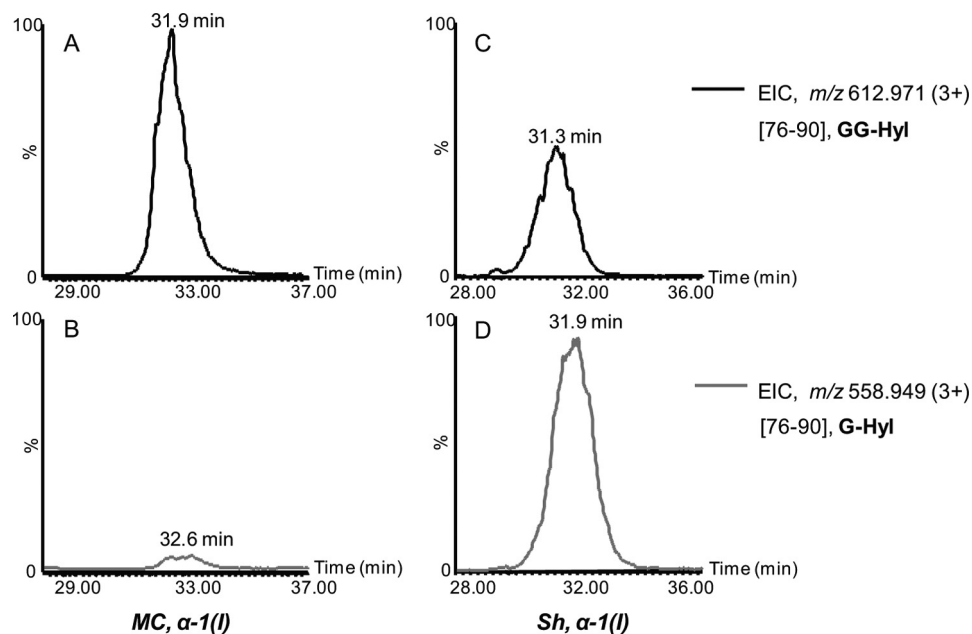 A
100
31.9 min
%
0
29.00
33.00
37.00
Time (min)
C
100
31.3 min
%
0
28.00
32.00
36.00
Time (min)
EIC, m/z 612.971 (3+)
[76-90], GG-Hyl
B
100
32.6 min
%
0
29.00
33.00
37.00
Time (min)
MC, α-1(I)
D
100
31.9 min
%
0
28.00
32.00
36.00
Time (min)
Sh, α-1(I)
EIC, m/z 558.949 (3+)
[76-90], G-Hyl